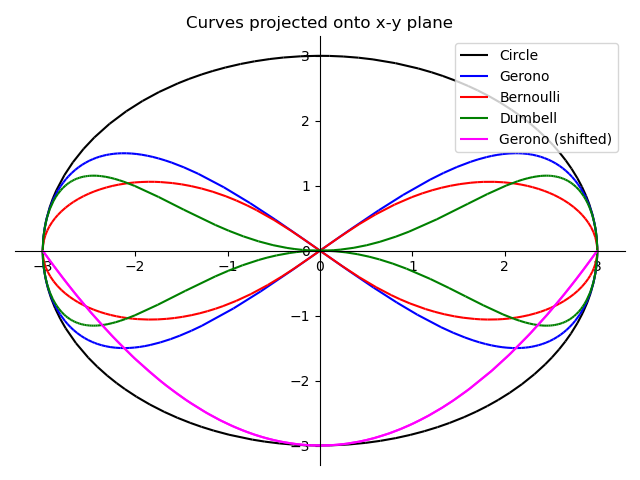 Curves projected onto x-y plane
Circle
Gerono
Bernoulli
Dumbell
Gerono (shifted)
3
2
1
0
−1
−2
−3
−3
−2
−1
0
1
2
3